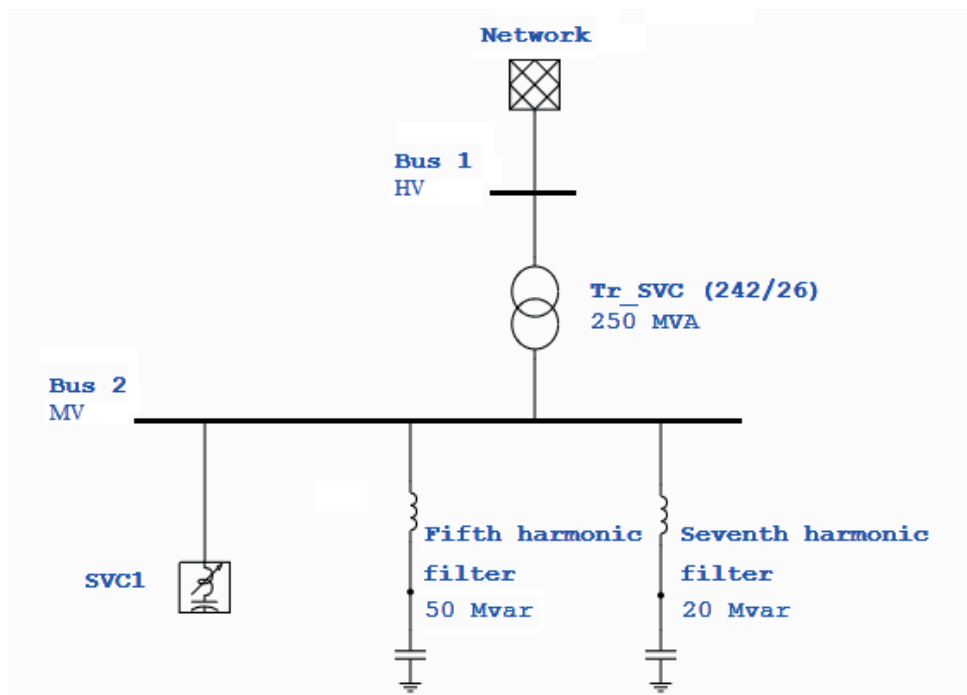 Network
Bus 1
HV
Tr_SVC (242/26)
250 MVA
Bus 2
MV
Fifth harmonic
filter
50 Mvar
Seventh harmonic
filter
20 Mvar
SVC1